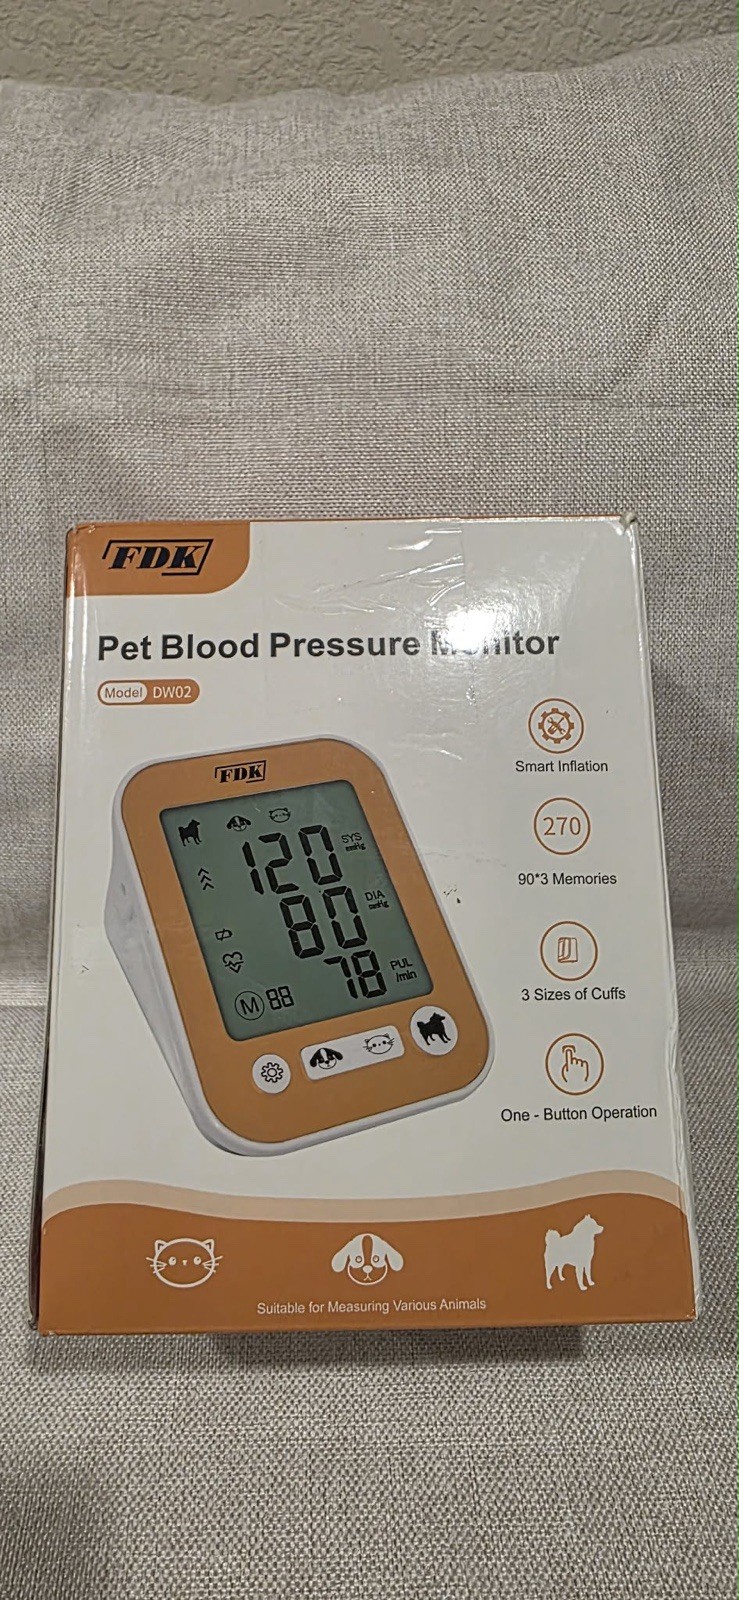 FDK
Pet Blood Pressure Monitor
Model DW02
Smart Inflation
270
90*3 Memories
3 Sizes of Cuffs
One - Button Operation
FDK
120 SYS mmHg
80 DIA mmHg
78 PUL /min
M 88
Suitable for Measuring Various Animals